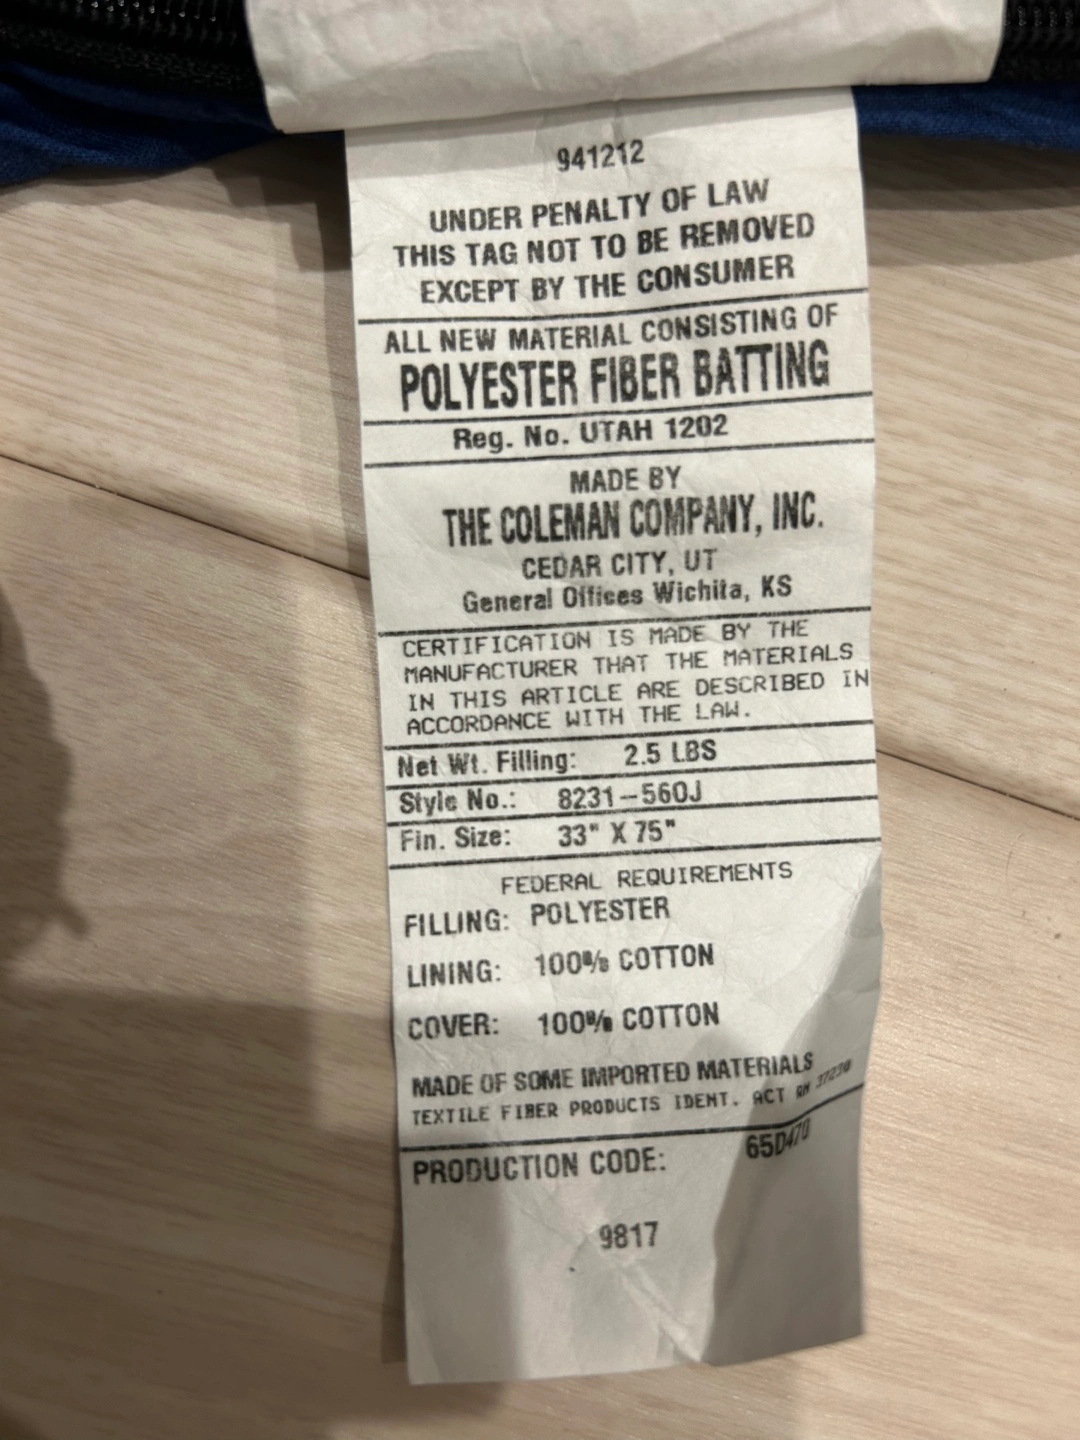 941212
UNDER PENALTY OF LAW
THIS TAG NOT TO BE REMOVED
EXCEPT BY THE CONSUMER
ALL NEW MATERIAL CONSISTING OF
POLYESTER FIBER BATTING
Reg. No. UTAH 1202
MADE BY
THE COLEMAN COMPANY, INC.
CEDAR CITY, UT
General Offices Wichita, KS
CERTIFICATION IS MADE BY THE
MANUFACTURER THAT THE MATERIALS
IN THIS ARTICLE ARE DESCRIBED IN
ACCORDANCE WITH THE LAW.
Net Wt. Filling: 2.5 LBS
Style No.: 8231-560J
Fin. Size: 33" X 75"
FEDERAL REQUIREMENTS
FILLING: POLYESTER
LINING: 100% COTTON
COVER: 100% COTTON
MADE OF SOME IMPORTED MATERIALS
TEXTILE FIBER PRODUCTS IDENT. ACT RN 37230
PRODUCTION CODE: 65D470
9817